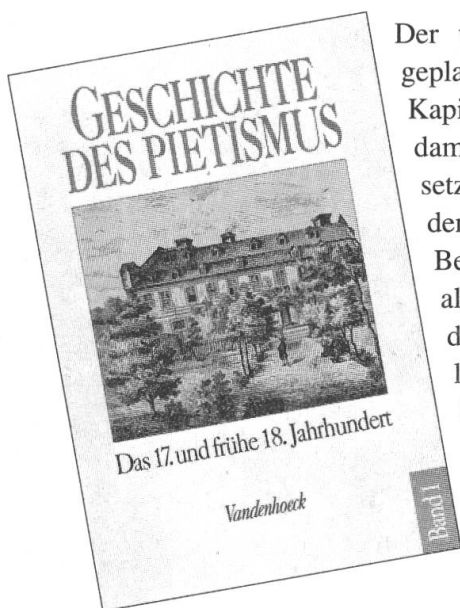 GESCHICHTE
DES PIETISMUS
Das 17. und frühe 18. Jahrhundert
Vandenhoeck
Band 1
Der
gepla
Kapi
dam
setz
der
Be
al
d
l